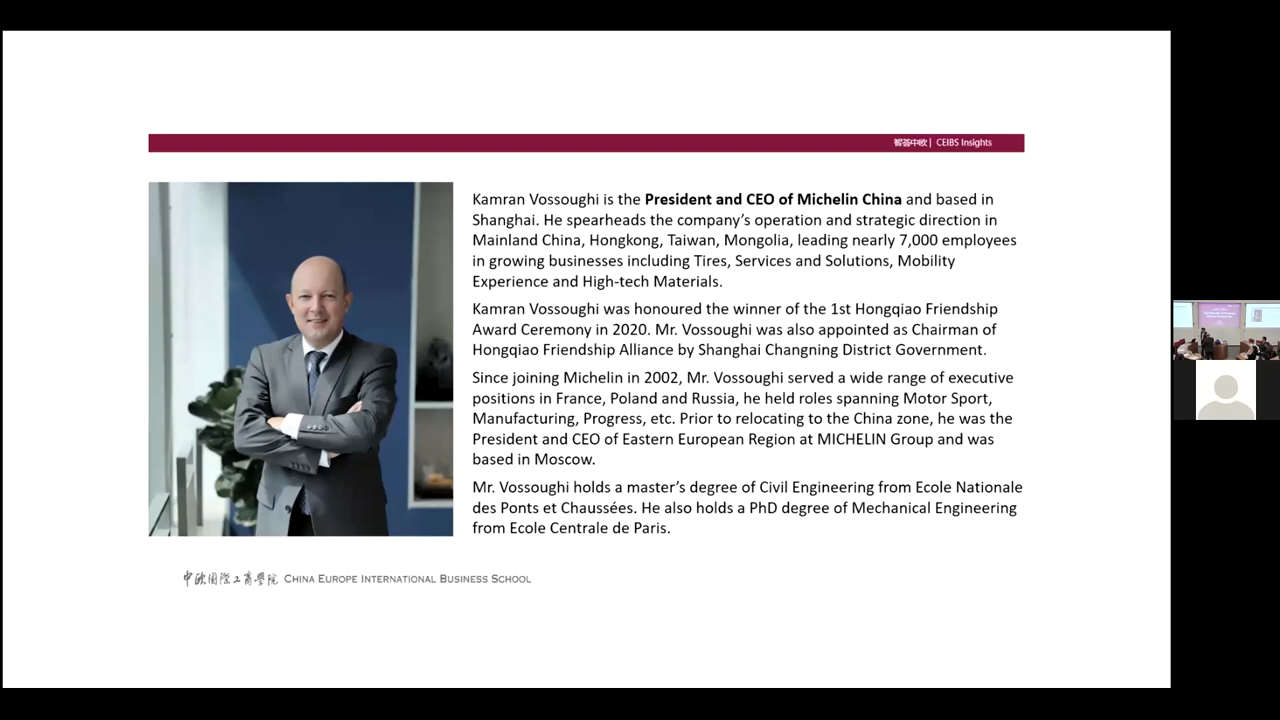 智荟中欧 | CEIBS Insights
Kamran Vossoughi is the President and CEO of Michelin China and based in
Shanghai. He spearheads the company's operation and strategic direction in
Mainland China, Hongkong, Taiwan, Mongolia, leading nearly 7,000 employees
in growing businesses including Tires, Services and Solutions, Mobility
Experience and High-tech Materials.
Kamran Vossoughi was honoured the winner of the 1st Hongqiao Friendship
Award Ceremony in 2020. Mr. Vossoughi was also appointed as Chairman of
Hongqiao Friendship Alliance by Shanghai Changning District Government.
Since joining Michelin in 2002, Mr. Vossoughi served a wide range of executive
positions in France, Poland and Russia, he held roles spanning Motor Sport,
Manufacturing, Progress, etc. Prior to relocating to the China zone, he was the
President and CEO of Eastern European Region at MICHELIN Group and was
based in Moscow.
Mr. Vossoughi holds a master's degree of Civil Engineering from Ecole Nationale
des Ponts et Chaussées. He also holds a PhD degree of Mechanical Engineering
from Ecole Centrale de Paris.
中欧国際工商學院 CHINA EUROPE INTERNATIONAL BUSINESS SCHOOL